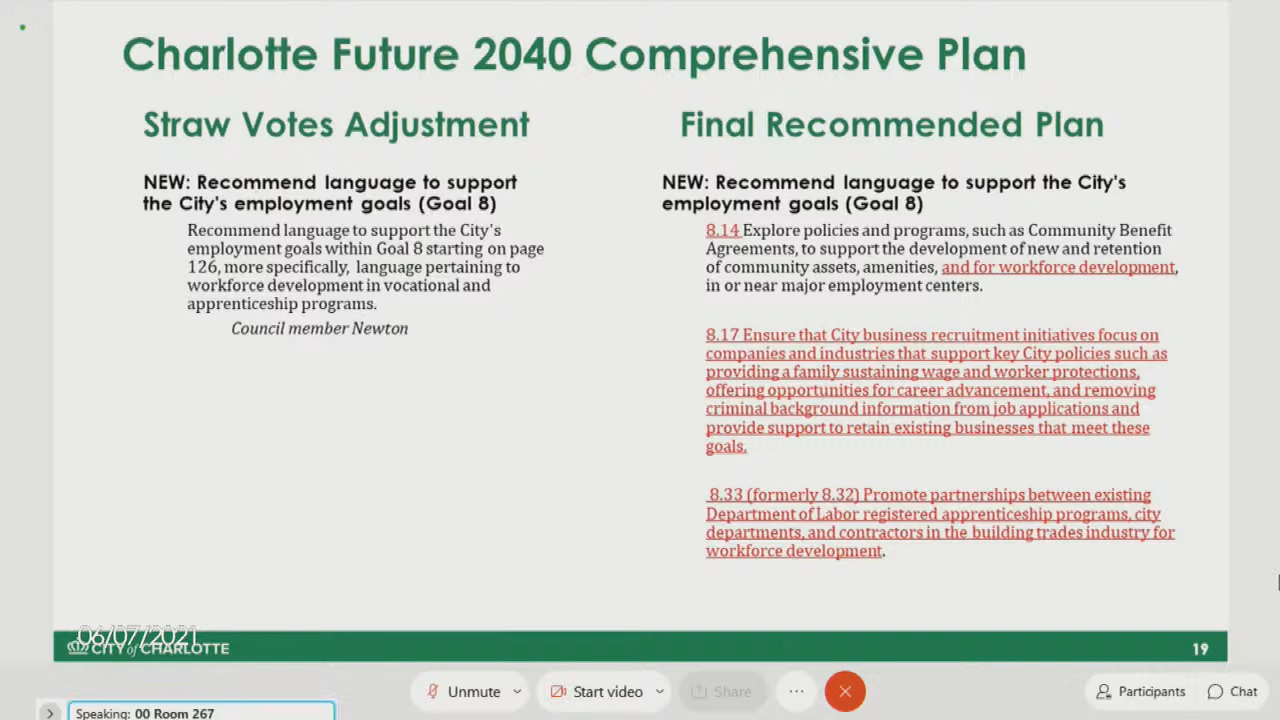 Charlotte Future 2040 Comprehensive Plan
Straw Votes Adjustment
NEW: Recommend language to support
the City's employment goals (Goal 8)
Recommend language to support the City's
employment goals within Goal 8 starting on page
126, more specifically, language pertaining to
workforce development in vocational and
apprenticeship programs.
Council member Newton
Final Recommended Plan
NEW: Recommend language to support the City's
employment goals (Goal 8)
8.14 Explore policies and programs, such as Community Benefit
Agreements, to support the development of new and retention
of community assets, amenities, and for workforce development,
in or near major employment centers.
8.17 Ensure that City business recruitment initiatives focus on
companies and industries that support key City policies such as
providing a family sustaining wage and worker protections,
offering opportunities for career advancement, and removing
criminal background information from job applications and
provide support to retain existing businesses that meet these
goals.
8.33 (formerly 8.32) Promote partnerships between existing
Department of Labor registered apprenticeship programs, city
departments, and contractors in the building trades industry for
workforce development.
06/07/2021
CITY of CHARLOTTE
19
Unmute
Start video
Share
Participants
Chat
Speaking: 00 Room 267